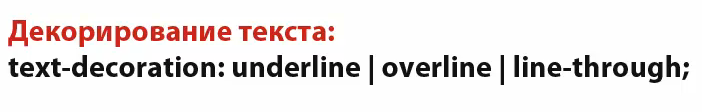 Декорирование текста:
text-decoration: underline | overline | line-through;